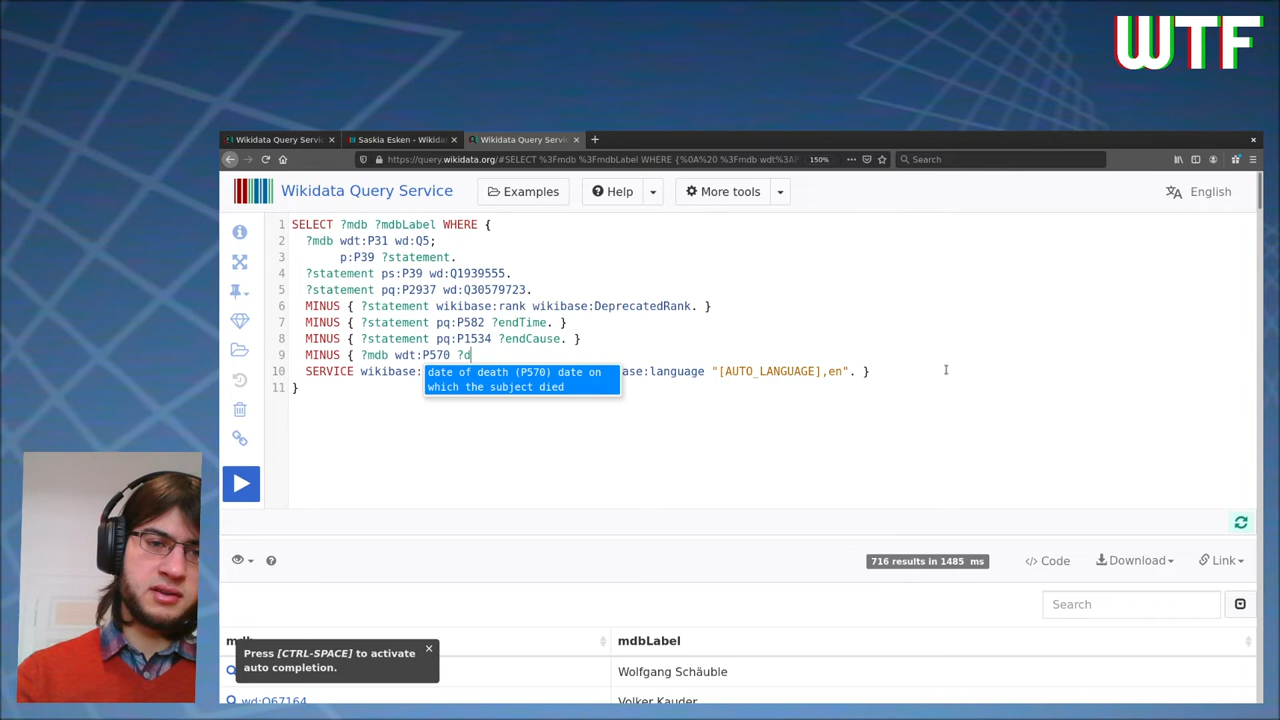 WTF
Wikidata Query Servic
Saskia Esken - Wikidat
Wikidata Query Servic
https://query.wikidata.org/#SELECT %3Fmdb %3FmdbLabel WHERE {%0A%20 %3Fmdb wdt%3A
150%
Search
Wikidata Query Service
Examples
Help
More tools
English
1 SELECT ?mdb ?mdbLabel WHERE {
2 ?mdb wdt:P31 wd:Q5;
3 p:P39 ?statement.
4 ?statement ps:P39 wd:Q1939555.
5 ?statement pq:P2937 wd:Q30579723.
6 MINUS { ?statement wikibase:rank wikibase:DeprecatedRank. }
7 MINUS { ?statement pq:P582 ?endTime. }
8 MINUS { ?statement pq:P1534 ?endCause. }
9 MINUS { ?mdb wdt:P570 ?d
10 SERVICE wikibase: base:language "[AUTO_LANGUAGE],en". }
date of death (P570) date on
which the subject died
11 }
716 results in 1485 ms
</> Code
Download
Link
Search
mdbLabel
Press [CTRL-SPACE] to activate
auto completion.
Wolfgang Schäuble
wd:Q67164
Volker Kauder